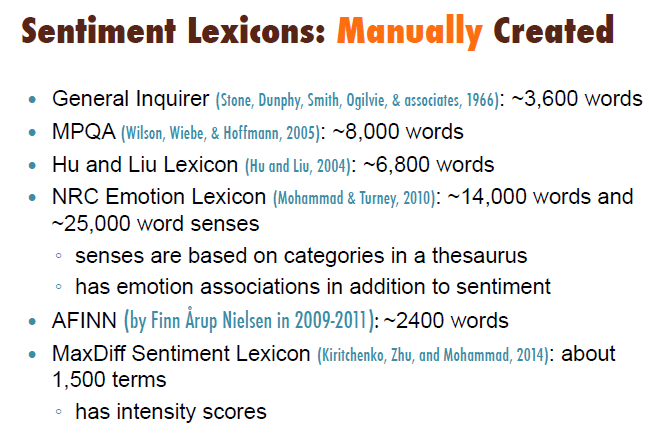 Sentiment Lexicons: Manually Created
• General Inquirer (Stone, Dunphy, Smith, Ogilvie, & associates, 1966): ~3,600 words
• MPQA (Wilson, Wiebe, & Hoffmann, 2005): ~8,000 words
• Hu and Liu Lexicon (Hu and Liu, 2004): ~6,800 words
• NRC Emotion Lexicon (Mohammad & Turney, 2010): ~14,000 words and
~25,000 word senses
◦ senses are based on categories in a thesaurus
◦ has emotion associations in addition to sentiment
• AFINN (by Finn Årup Nielsen in 2009-2011): ~2400 words
• MaxDiff Sentiment Lexicon (Kiritchenko, Zhu, and Mohammad, 2014): about
1,500 terms
◦ has intensity scores